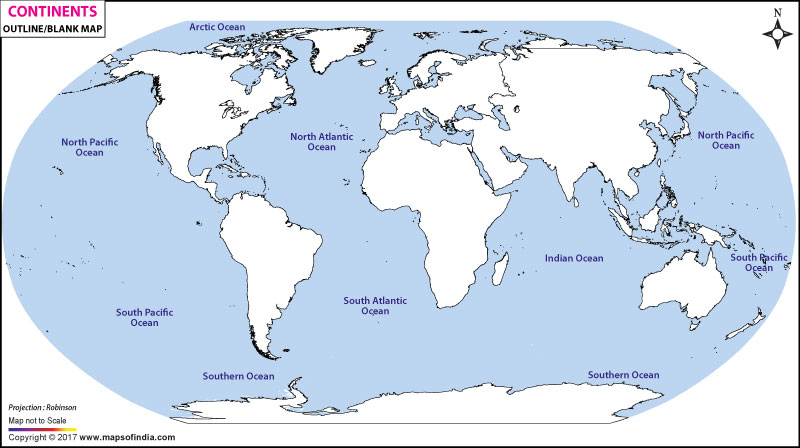 CONTINENTS
OUTLINE/BLANK MAP
N
Arctic Ocean
North Pacific
Ocean
North Atlantic
Ocean
North Pacific
Ocean
Indian Ocean
South Pacific
Ocean
South Atlantic
Ocean
South Pacific
Ocean
Southern Ocean
Southern Ocean
Projection : Robinson
Map not to Scale
Copyright © 2017 www.mapsofindia.com